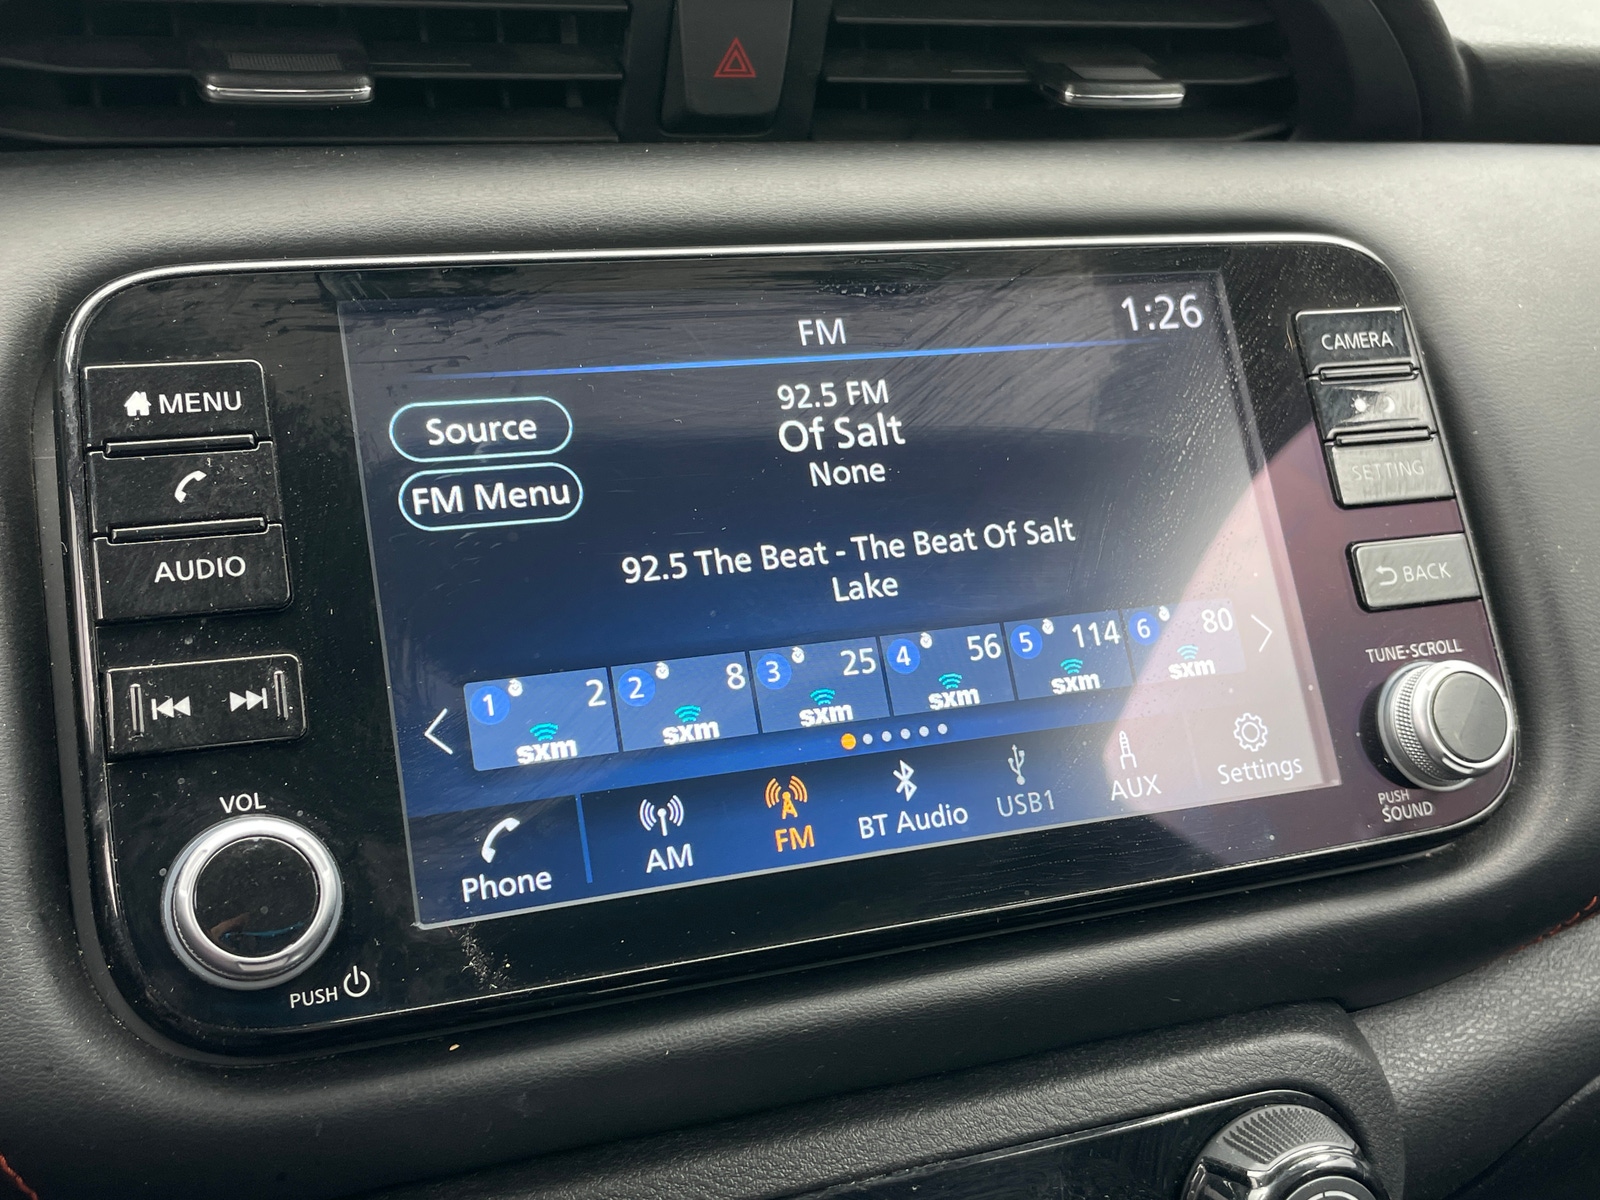 FM
1:26
Source
FM Menu
92.5 FM
Of Salt
None
92.5 The Beat - The Beat Of Salt
Lake
1 2 sxm
2 8 sxm
3 25 sxm
4 56 sxm
5 114 sxm
6 80 sxm
Phone
AM
FM
BT Audio
USB1
AUX
Settings
MENU
AUDIO
VOL
PUSH
CAMERA
SETTING
BACK
TUNE·SCROLL
PUSH
SOUND